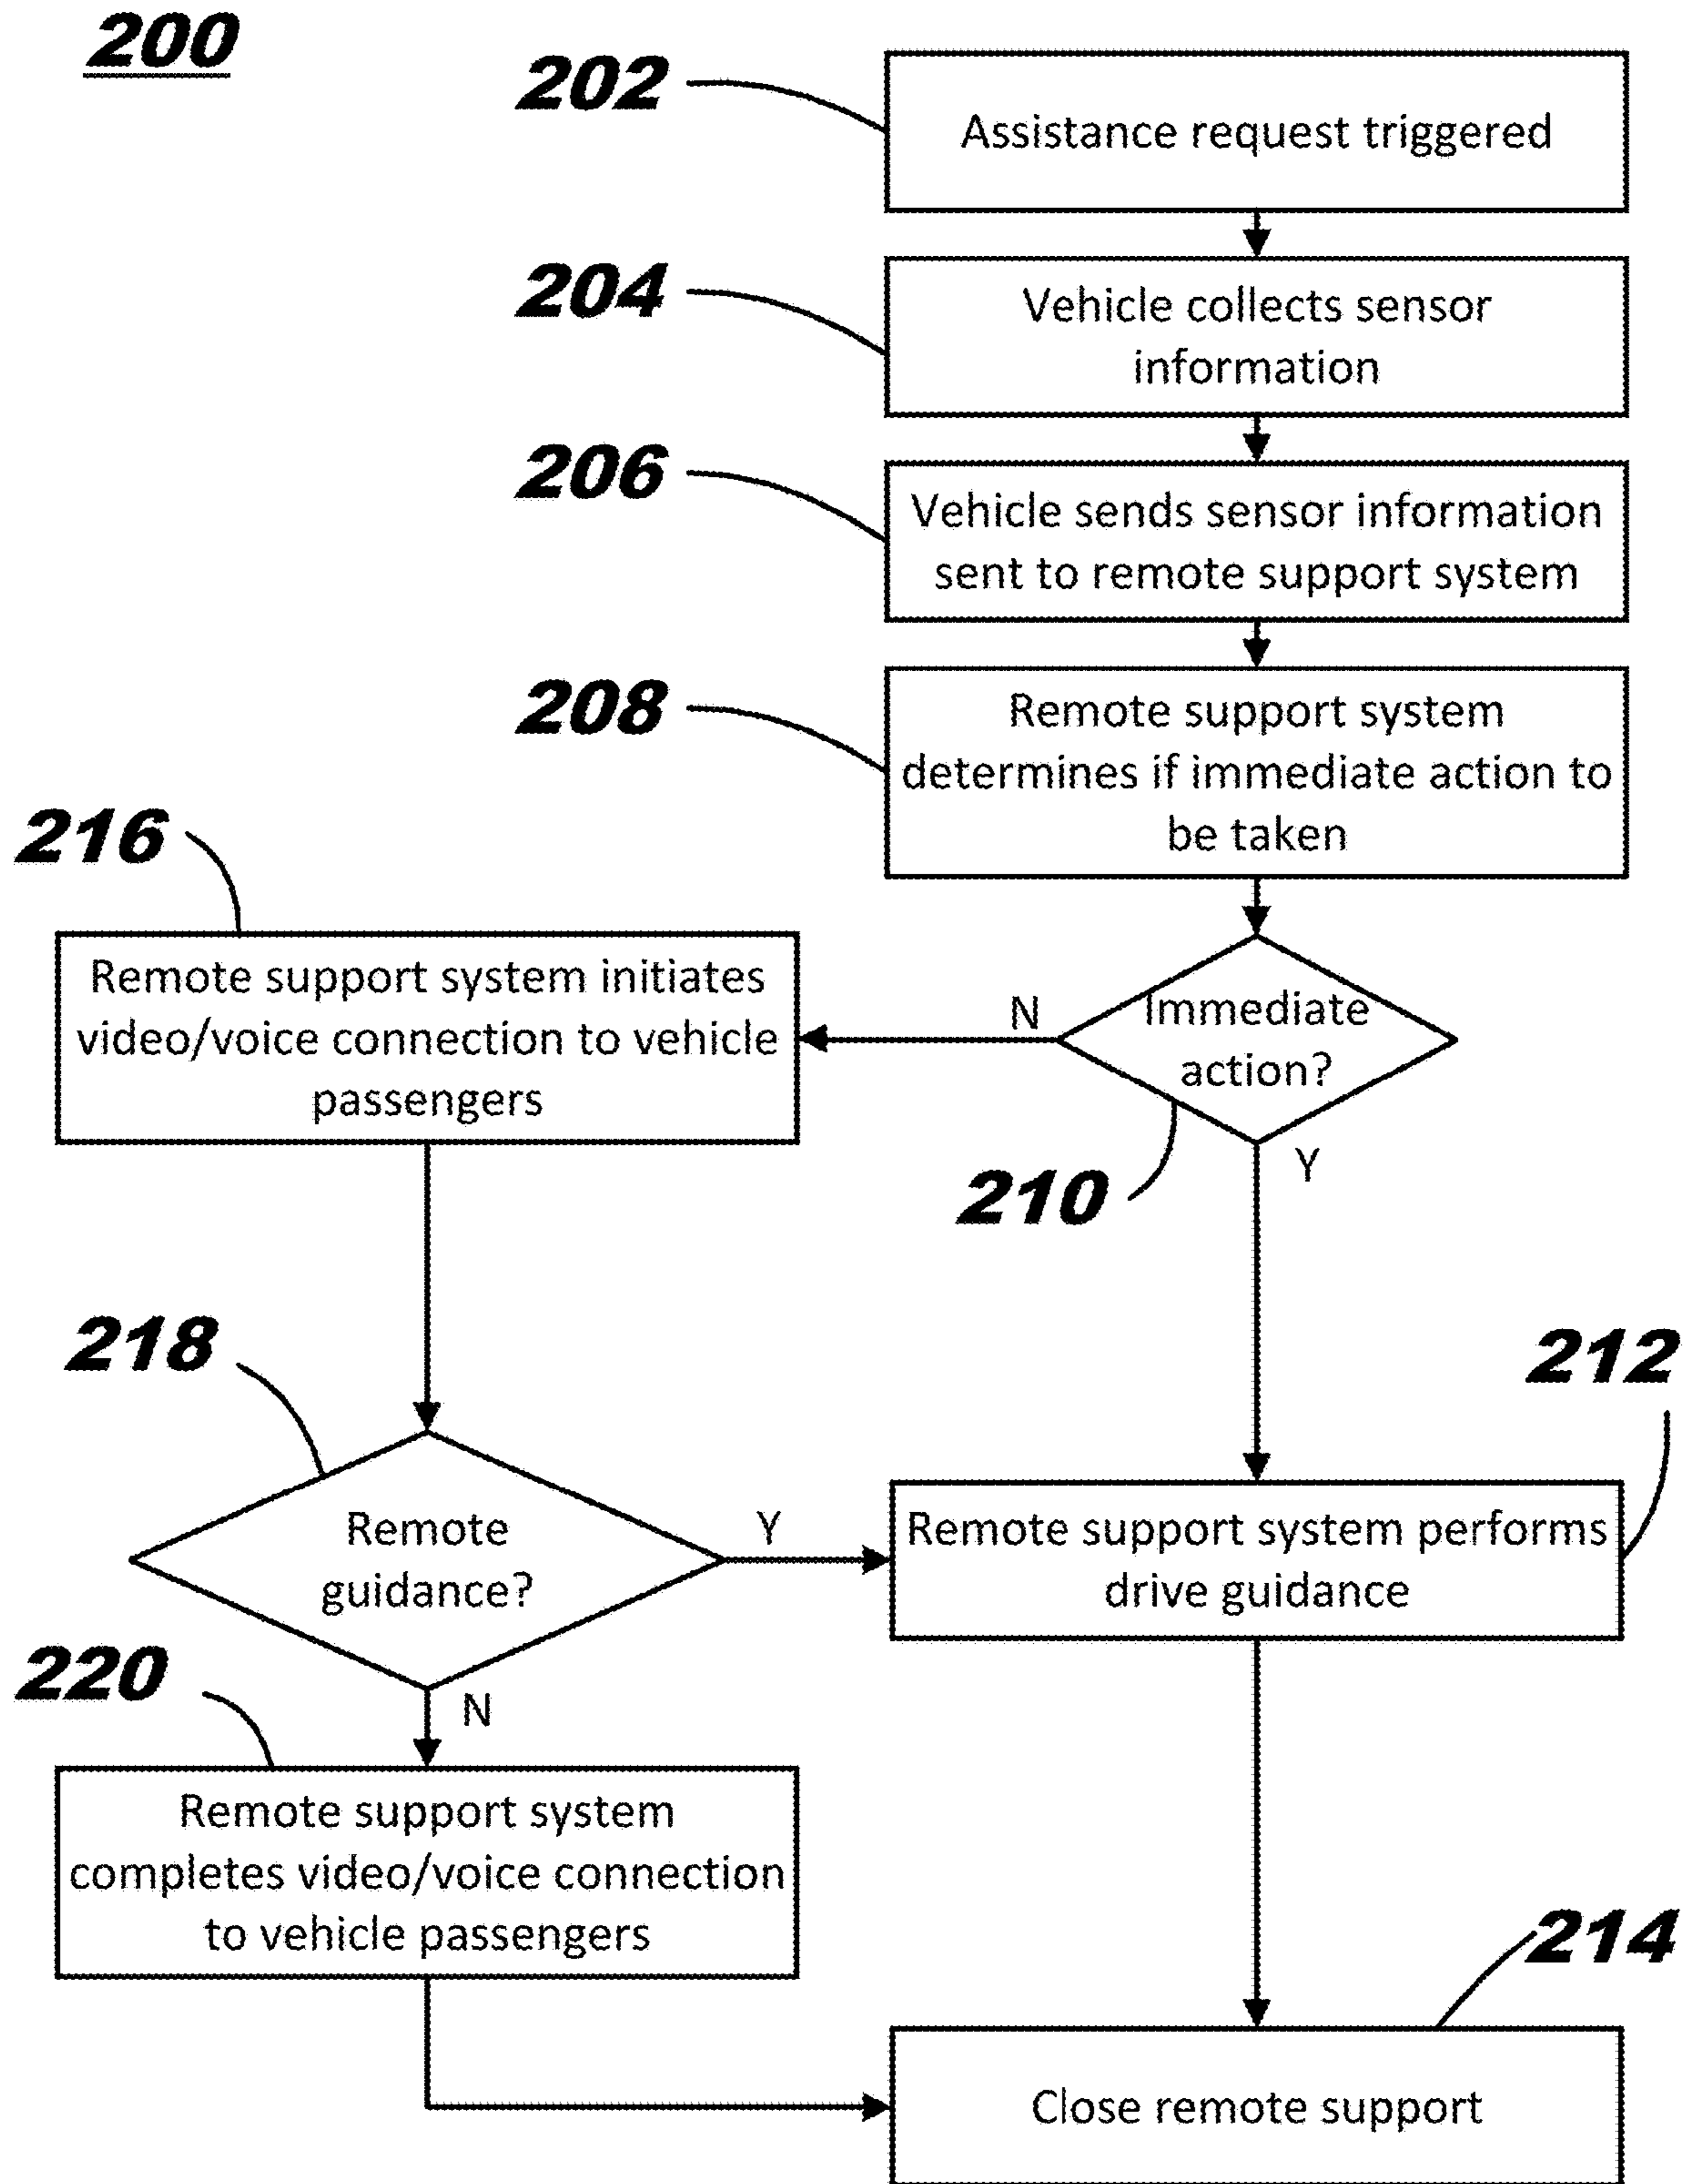 200
202
Assistance request triggered
204
Vehicle collects sensor
information
206
Vehicle sends sensor information
sent to remote support system
208
Remote support system
determines if immediate action to
be taken
216
Remote support system initiates
video/voice connection to vehicle
passengers
N
Immediate
action?
210
Y
218
212
Remote
guidance?
Y
Remote support system performs
drive guidance
220
N
Remote support system
completes video/voice connection
to vehicle passengers
214
Close remote support